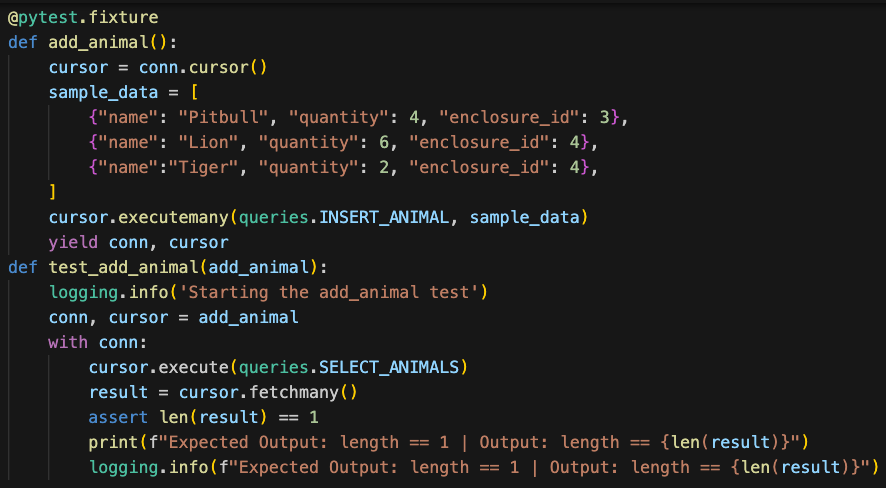 @pytest.fixture
def add_animal():
    cursor = conn.cursor()
    sample_data = [
        {"name": "Pitbull", "quantity": 4, "enclosure_id": 3},
        {"name": "Lion", "quantity": 6, "enclosure_id": 4},
        {"name":"Tiger", "quantity": 2, "enclosure_id": 4},
    ]
    cursor.executemany(queries.INSERT_ANIMAL, sample_data)
    yield conn, cursor
def test_add_animal(add_animal):
    logging.info('Starting the add_animal test')
    conn, cursor = add_animal
    with conn:
        cursor.execute(queries.SELECT_ANIMALS)
        result = cursor.fetchmany()
        assert len(result) == 1
        print(f"Expected Output: length == 1 | Output: length == {len(result)}")
        logging.info(f"Expected Output: length == 1 | Output: length == {len(result)}")